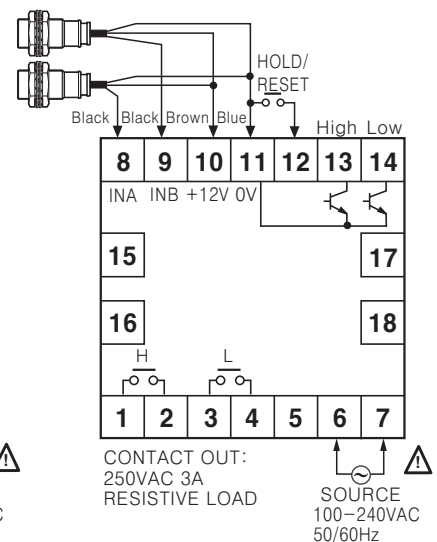 HOLD/
RESET
Black Black Brown Blue
High Low
8 9 10 11 12 13 14
INA INB +12V 0V
15 17
16 18
H L
1 2 3 4 5 6 7
CONTACT OUT:
250VAC 3A
RESISTIVE LOAD
SOURCE
100-240VAC
50/60Hz
C